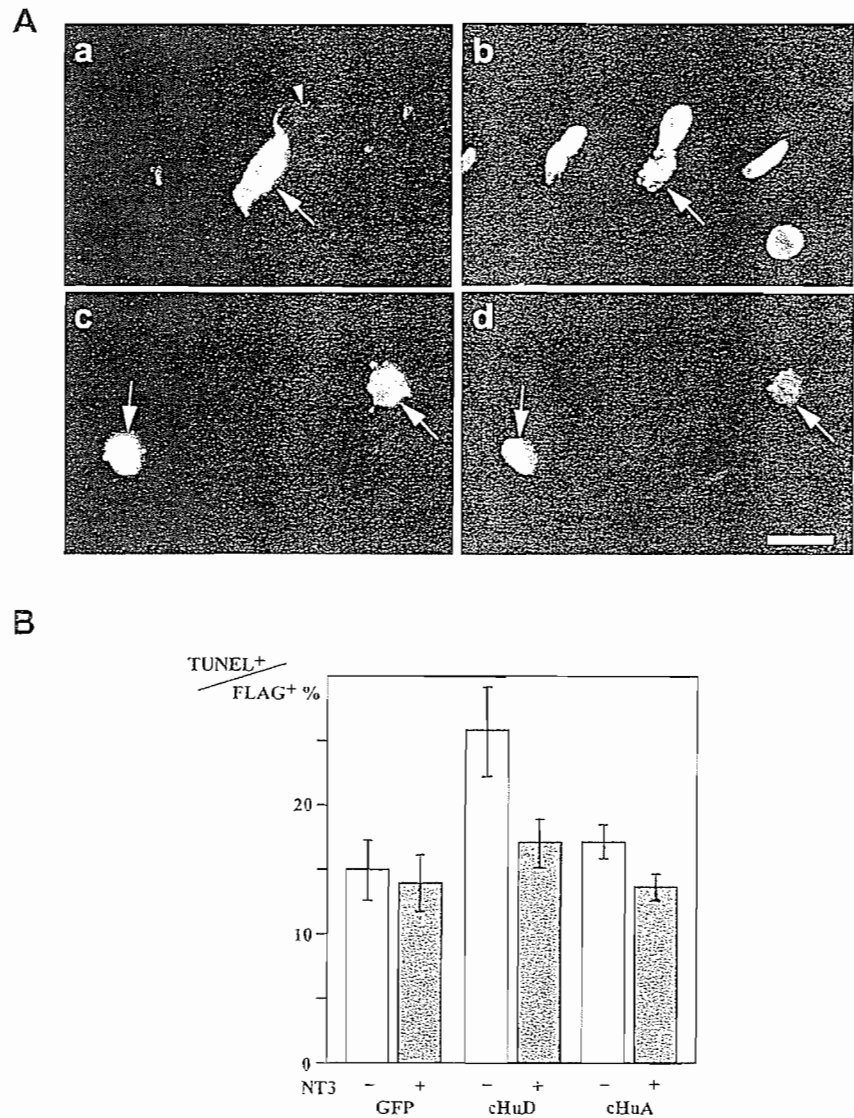 A
a
b
c
d
B
TUNEL+
FLAG+ %
20
10
0
NT3 − + − + − +
GFP cHuD cHuA